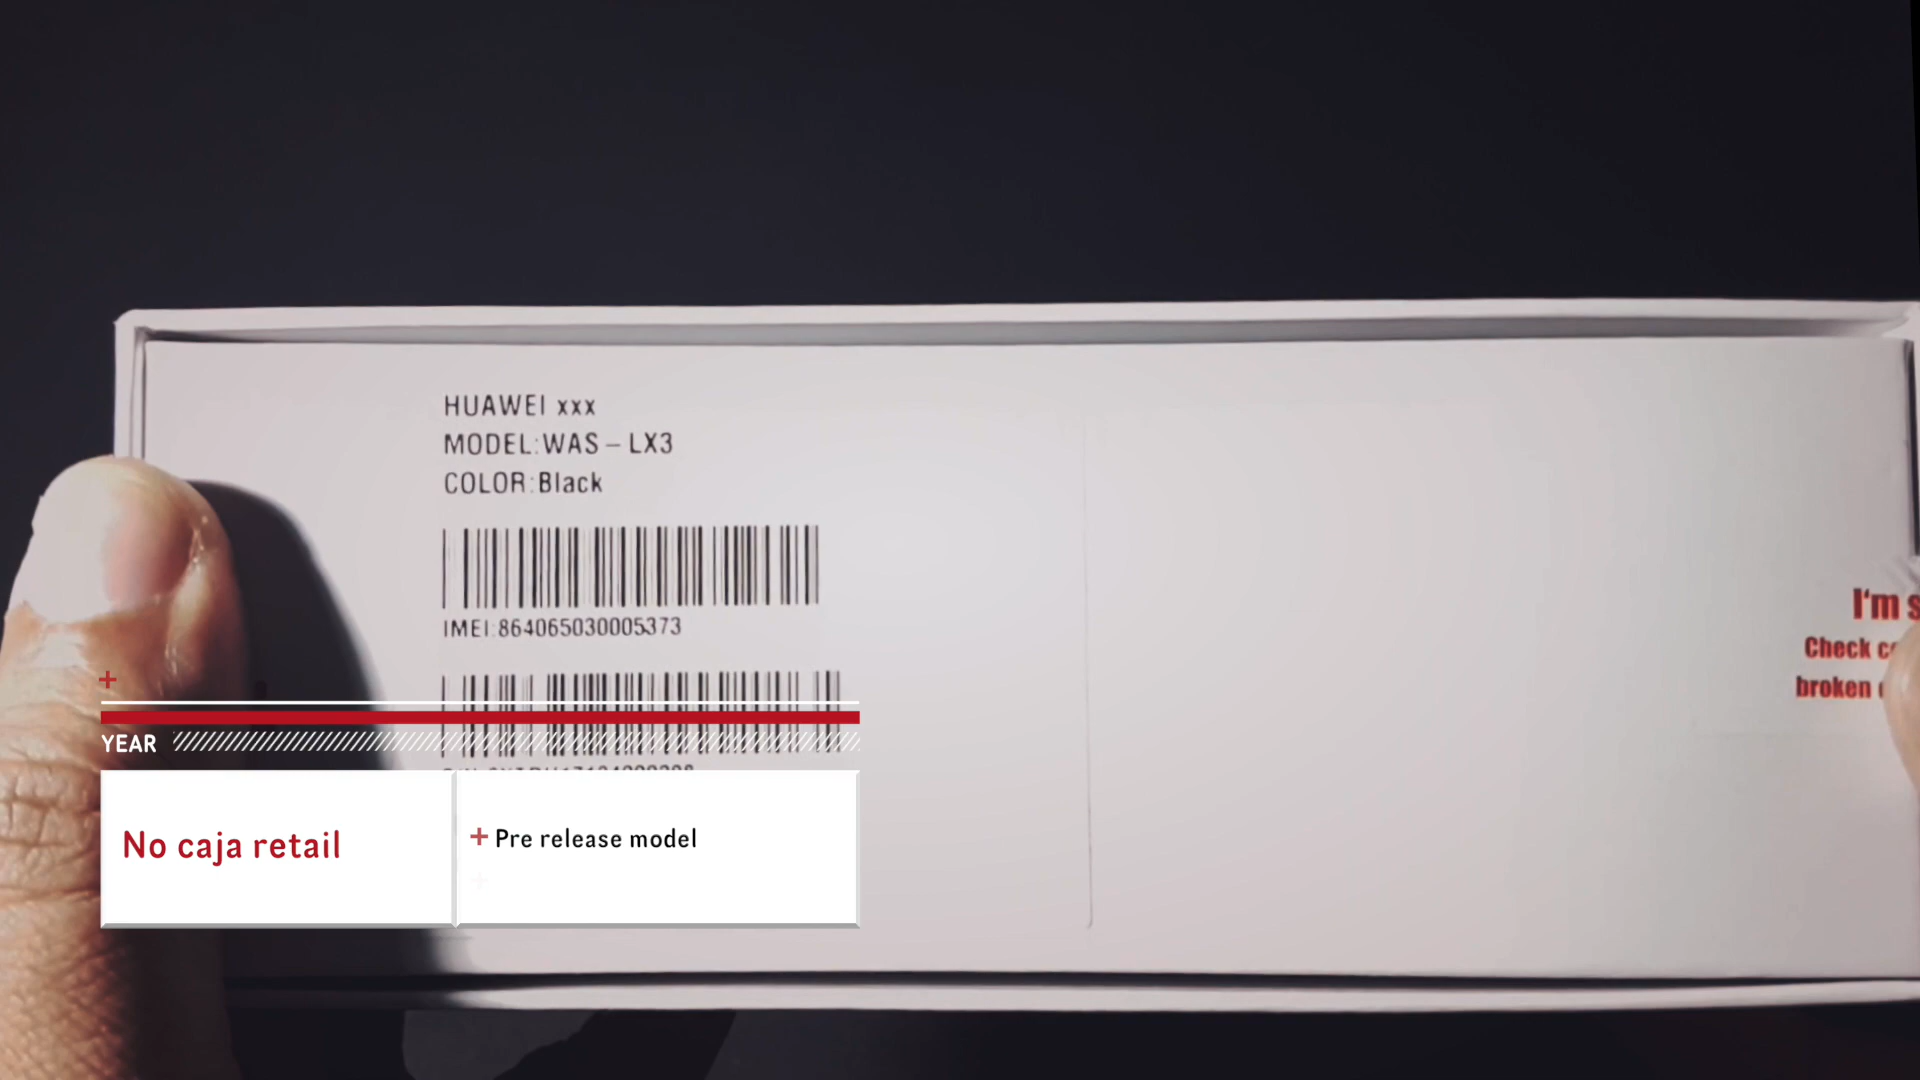 HUAWEI xxx
MODEL:WAS – LX3
COLOR:Black
IMEI:864065030005373
I'm
Check
broken
YEAR
No caja retail
+ Pre release model